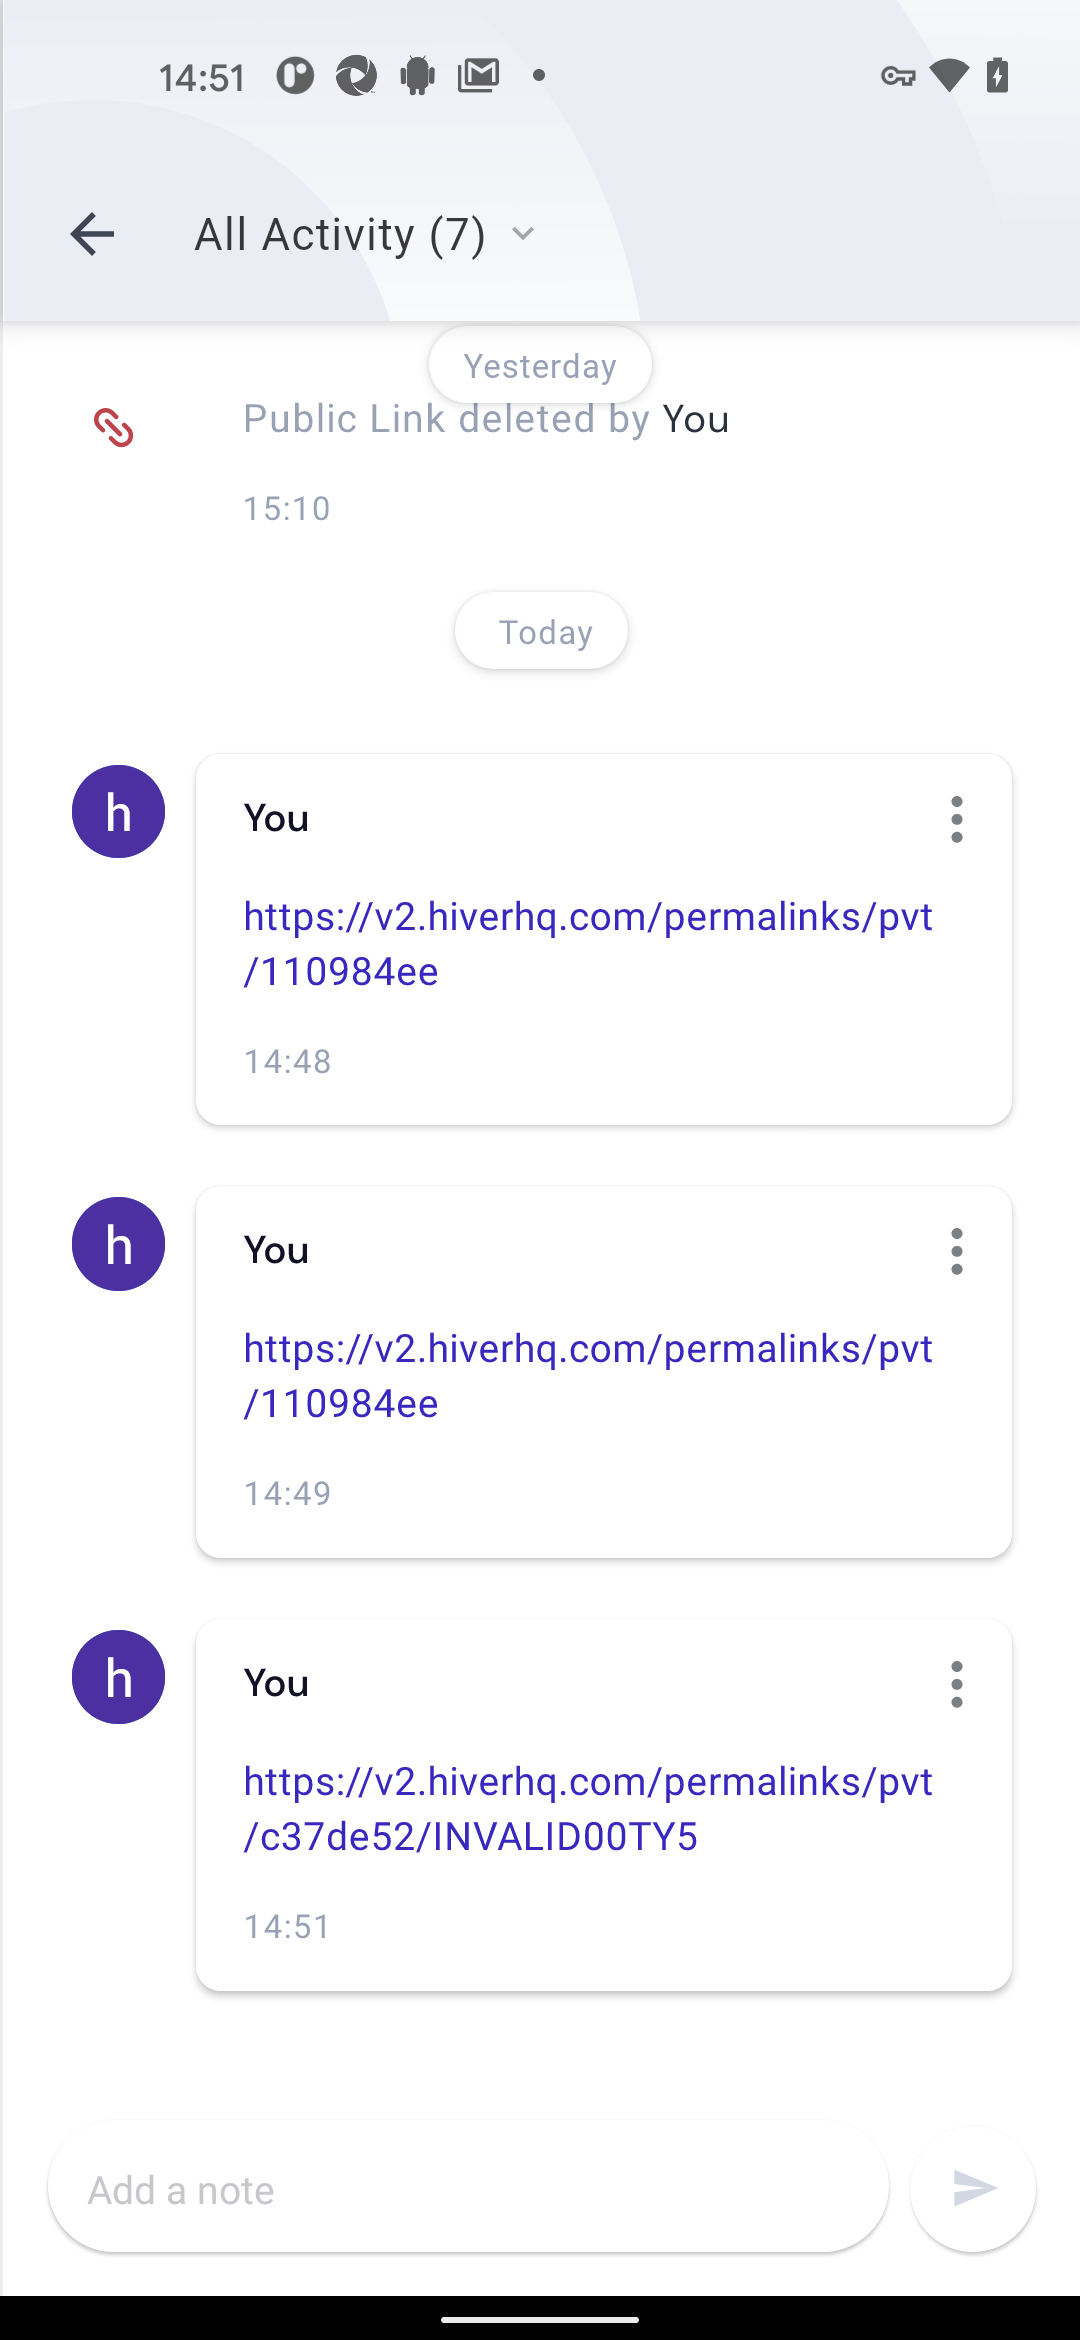 14:51
All Activity (7)
Yesterday
Public Link deleted by You
15:10
Today
h
You
https://v2.hiverhq.com/permalinks/pvt
/110984ee
14:48
h
You
https://v2.hiverhq.com/permalinks/pvt
/110984ee
14:49
h
You
https://v2.hiverhq.com/permalinks/pvt
/c37de52/INVALID00TY5
14:51
Add a note